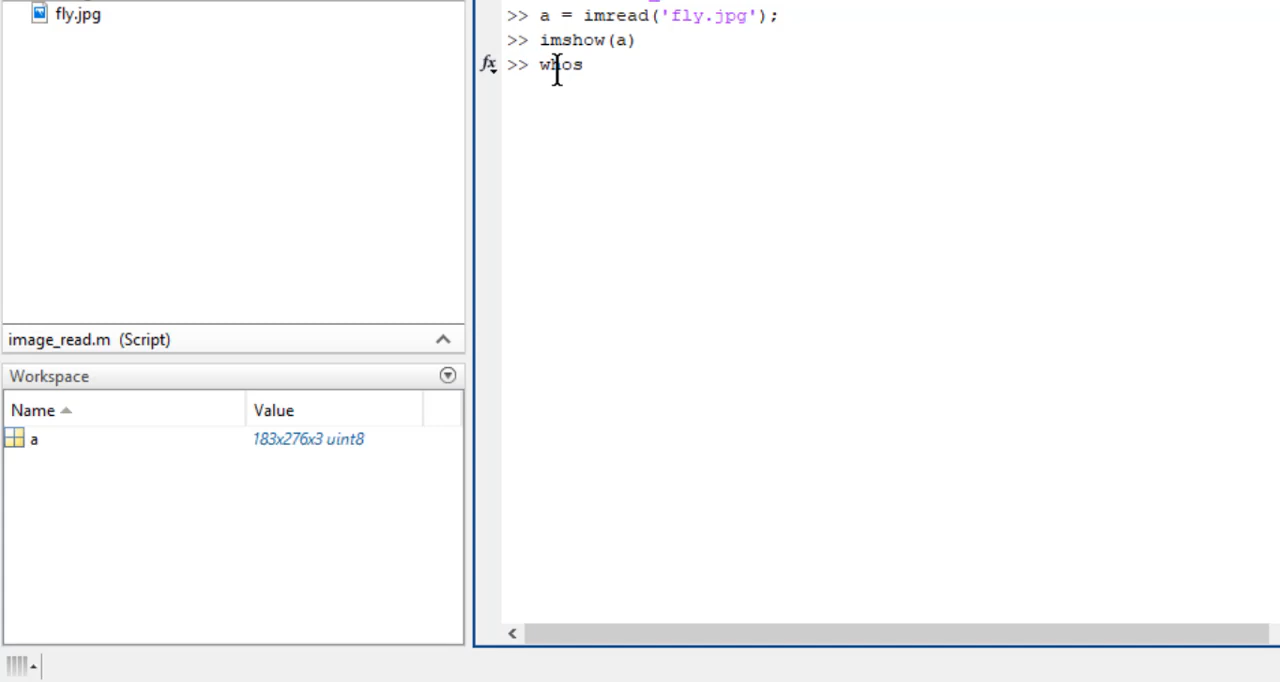 fly.jpg
image_read.m (Script)
Workspace
Name Value
a 183x276x3 uint8
>> a = imread('fly.jpg');
>> imshow(a)
fx >> whos